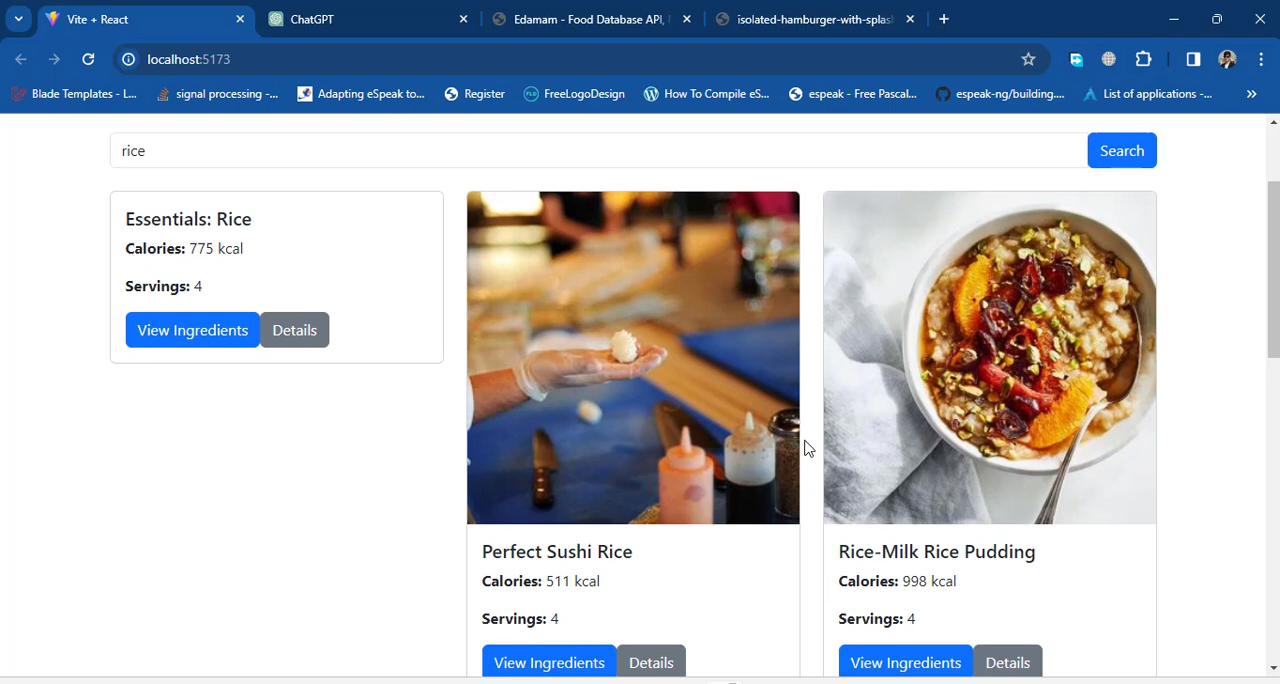 Vite + React
ChatGPT
Edamam - Food Database API,
isolated-hamburger-with-splas
localhost:5173
Blade Templates - L...
signal processing -...
Adapting eSpeak to...
Register
FreeLogoDesign
How To Compile eS...
espeak - Free Pascal...
espeak-ng/building....
List of applications -...
rice
Search
Essentials: Rice
Calories: 775 kcal
Servings: 4
View Ingredients
Details
Perfect Sushi Rice
Calories: 511 kcal
Servings: 4
View Ingredients
Details
Rice-Milk Rice Pudding
Calories: 998 kcal
Servings: 4
View Ingredients
Details